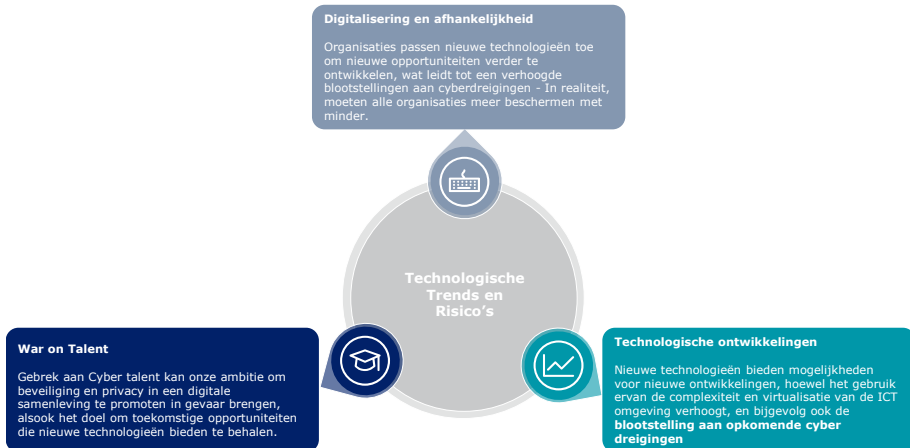 Digitalisering en afhankelijkheid
Organisaties passen nieuwe technologieën toe
om nieuwe opportuniteiten verder te
ontwikkelen, wat leidt tot een verhoogde
blootstellingen aan cyberdreigingen - In realiteit,
moeten alle organisaties meer beschermen met
minder.
Technologische
Trends en
Risico's
War on Talent
Gebrek aan Cyber talent kan onze ambitie om
beveiliging en privacy in een digitale
samenleving te promoten in gevaar brengen,
alsook het doel om toekomstige opportuniteiten
die nieuwe technologieën bieden te behalen.
Technologische ontwikkelingen
Nieuwe technologieën bieden mogelijkheden
voor nieuwe ontwikkelingen, hoewel het gebruik
ervan de complexiteit en virtualisatie van de ICT
omgeving verhoogt, en bijgevolg ook de
blootstelling aan opkomende cyber
dreigingen